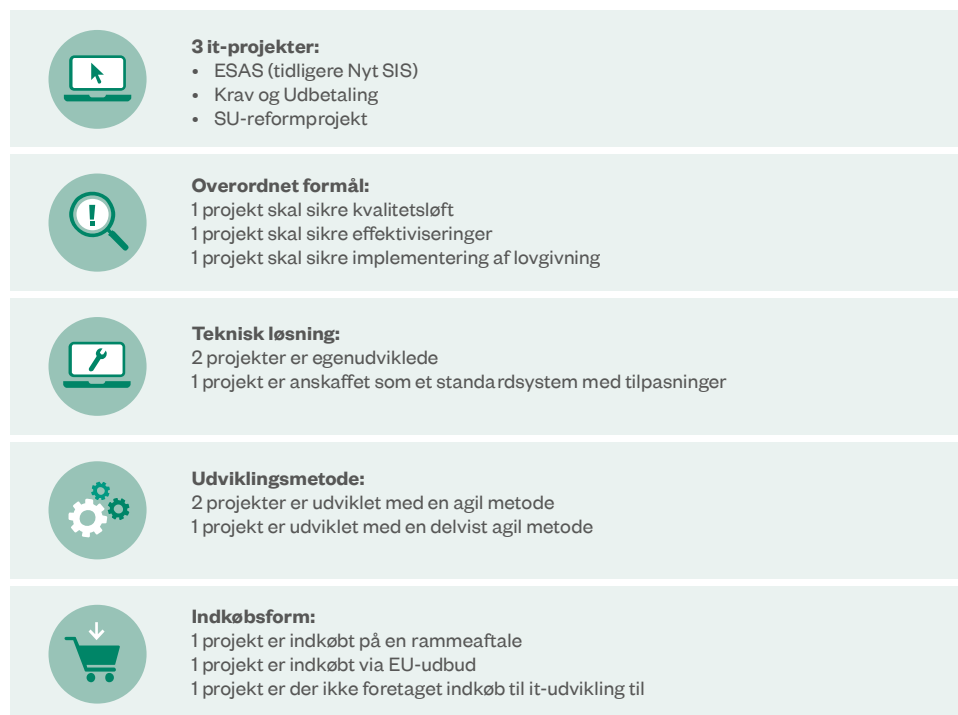 3 it-projekter:
• ESAS (tidligere Nyt SIS)
• Krav og Udbetaling
• SU-reformprojekt
Overordnet formål:
1 projekt skal sikre kvalitetsløft
1 projekt skal sikre effektiviseringer
1 projekt skal sikre implementering af lovgivning
Teknisk løsning:
2 projekter er egenudviklede
1 projekt er anskaffet som et standardsystem med tilpasninger
Udviklingsmetode:
2 projekter er udviklet med en agil metode
1 projekt er udviklet med en delvist agil metode
Indkøbsform:
1 projekt er indkøbt på en rammeaftale
1 projekt er indkøbt via EU-udbud
1 projekt er der ikke foretaget indkøb til it-udvikling til